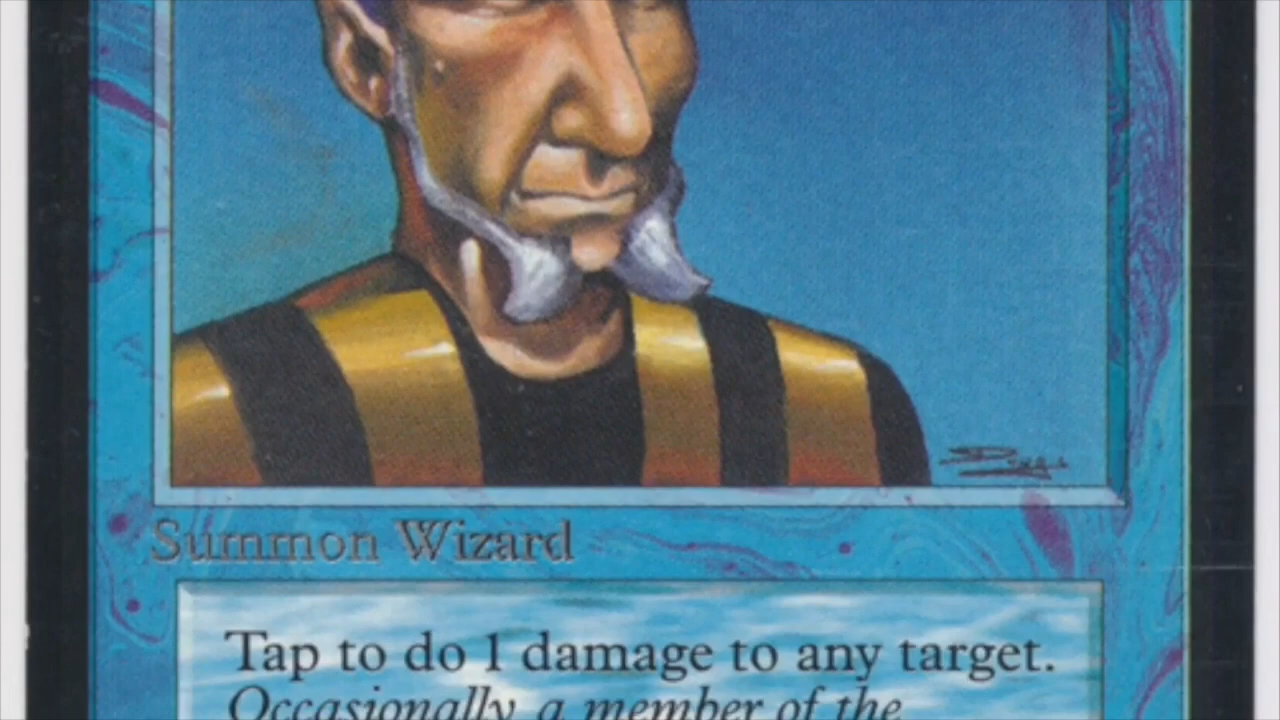 Summon Wizard
Tap to do 1 damage to any target.
Occasionally a member of the